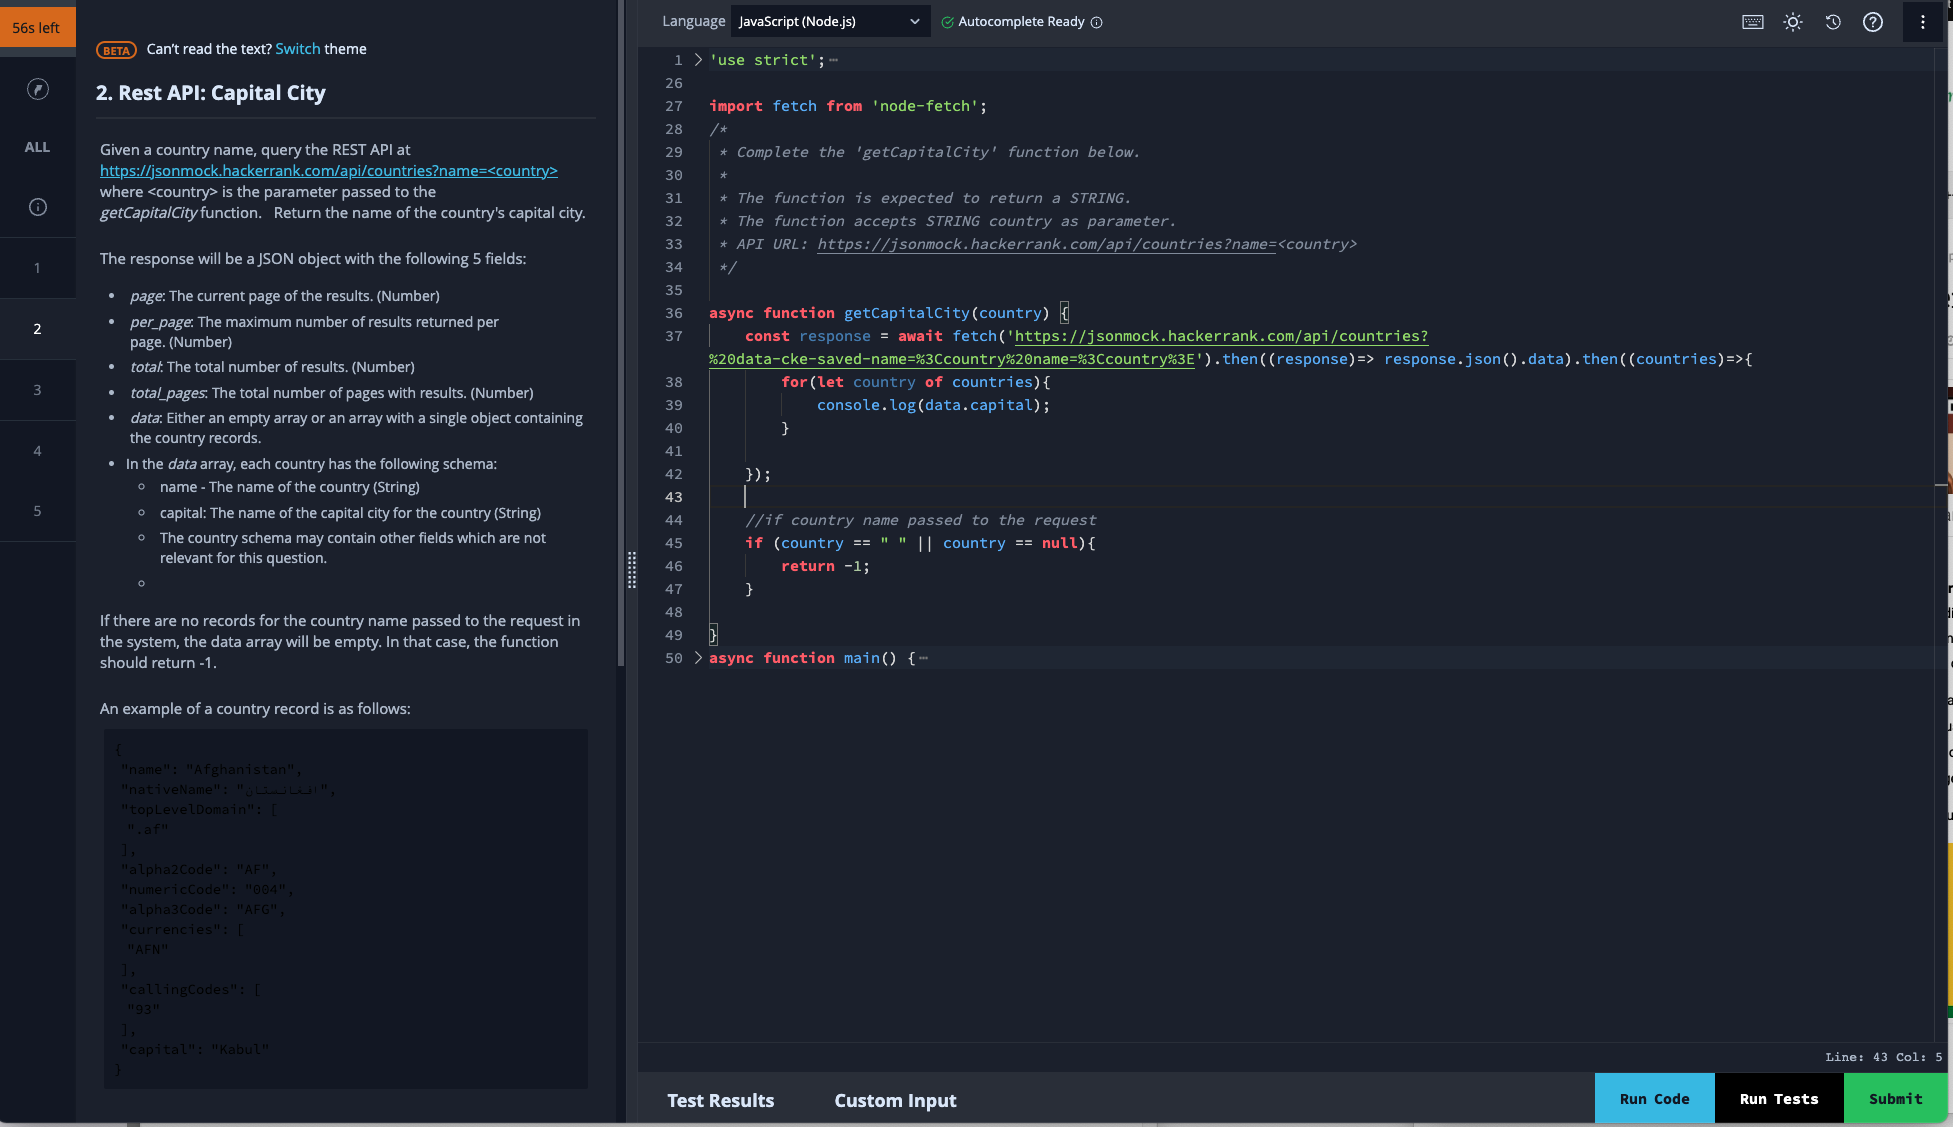 56s left
BETA Can't read the text? Switch theme
2. Rest API: Capital City
ALL
1
2
3
4
5
Given a country name, query the REST API at
https://jsonmock.hackerrank.com/api/countries?name=<country>
where <country> is the parameter passed to the
getCapitalCity function.   Return the name of the country's capital city.
The response will be a JSON object with the following 5 fields:
• page: The current page of the results. (Number)
• per_page: The maximum number of results returned per
page. (Number)
• total: The total number of results. (Number)
• total_pages: The total number of pages with results. (Number)
• data: Either an empty array or an array with a single object containing
the country records.
• In the data array, each country has the following schema:
○ name - The name of the country (String)
○ capital: The name of the capital city for the country (String)
○ The country schema may contain other fields which are not
relevant for this question.
○
If there are no records for the country name passed to the request in
the system, the data array will be empty. In that case, the function
should return -1.
An example of a country record is as follows:
{
"name": "Afghanistan",
"nativeName": "افغانستان",
"topLevelDomain": [
".af"
],
"alpha2Code": "AF",
"numericCode": "004",
"alpha3Code": "AFG",
"currencies": [
"AFN"
],
"callingCodes": [
"93"
],
"capital": "Kabul"
}
Language JavaScript (Node.js) Autocomplete Ready
1 'use strict';
26
27 import fetch from 'node-fetch';
28 /*
29 * Complete the 'getCapitalCity' function below.
30 *
31 * The function is expected to return a STRING.
32 * The function accepts STRING country as parameter.
33 * API URL: https://jsonmock.hackerrank.com/api/countries?name=<country>
34 */
35
36 async function getCapitalCity(country) {
37 const response = await fetch('https://jsonmock.hackerrank.com/api/countries?
%20data-cke-saved-name=%3Ccountry%20name=%3Ccountry%3E').then((response)=> response.json().data).then((countries)=>{
38 for(let country of countries){
39 console.log(data.capital);
40 }
41
42 });
43
44 //if country name passed to the request
45 if (country == " " || country == null){
46 return -1;
47 }
48
49 }
50 async function main() {
Line: 43 Col: 5
Test Results Custom Input Run Code Run Tests Submit